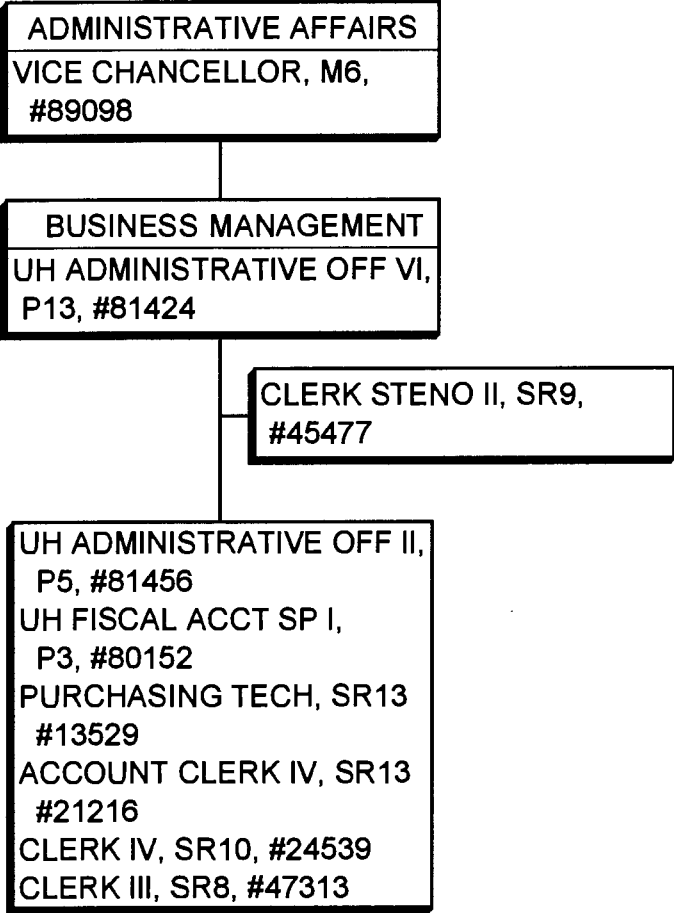 ADMINISTRATIVE AFFAIRS
VICE CHANCELLOR, M6,
#89098
BUSINESS MANAGEMENT
UH ADMINISTRATIVE OFF VI,
P13, #81424
CLERK STENO II, SR9,
#45477
UH ADMINISTRATIVE OFF II,
P5, #81456
UH FISCAL ACCT SP I,
P3, #80152
PURCHASING TECH, SR13
#13529
ACCOUNT CLERK IV, SR13
#21216
CLERK IV, SR10, #24539
CLERK III, SR8, #47313